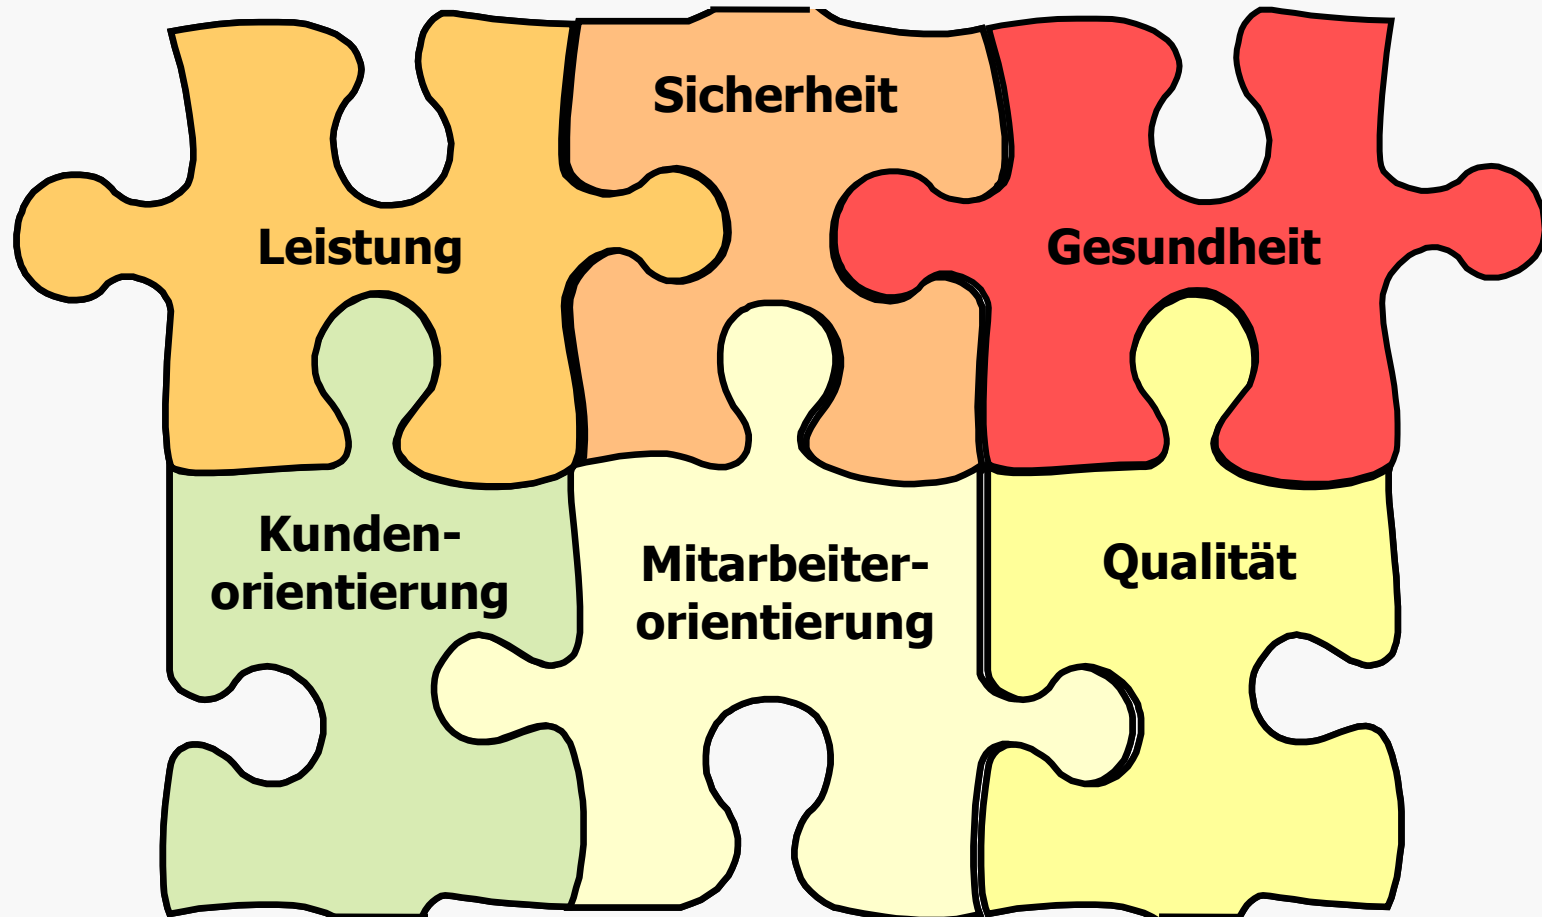 Sicherheit
Leistung
Gesundheit
Kunden-
orientierung
Mitarbeiter-
orientierung
Qualität